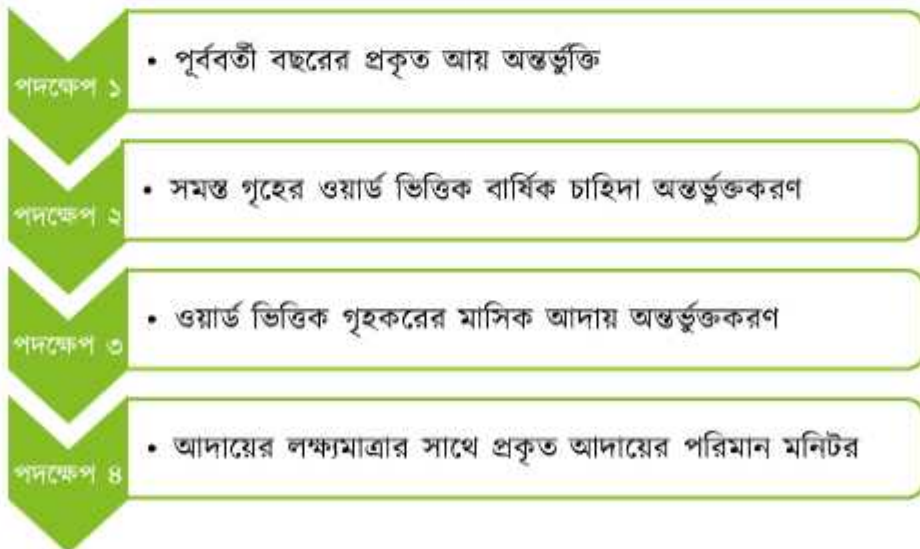 পদক্ষেপ ১
• পূর্ববর্তী বছরের প্রকৃত আয় অন্তর্ভুক্তি
পদক্ষেপ ২
• সমস্ত গৃহের ওয়ার্ড ভিত্তিক বার্ষিক চাহিদা অন্তর্ভুক্তকরণ
পদক্ষেপ ৩
• ওয়ার্ড ভিত্তিক গৃহকরের মাসিক আদায় অন্তর্ভুক্তকরণ
পদক্ষেপ ৪
• আদায়ের লক্ষ্যমাত্রার সাথে প্রকৃত আদায়ের পরিমান মনিটর